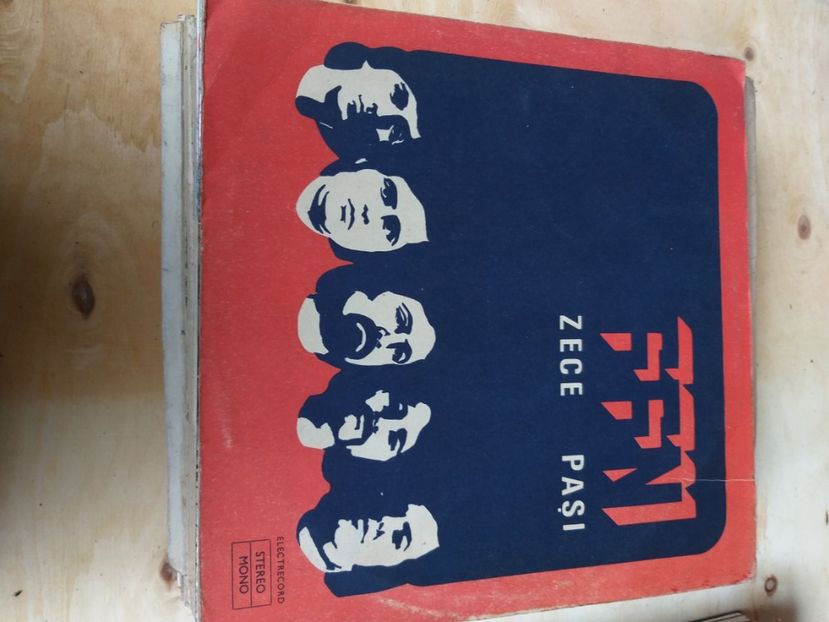 FFN
ZECE PAȘI
ELECTRECORD
STEREO
MONO